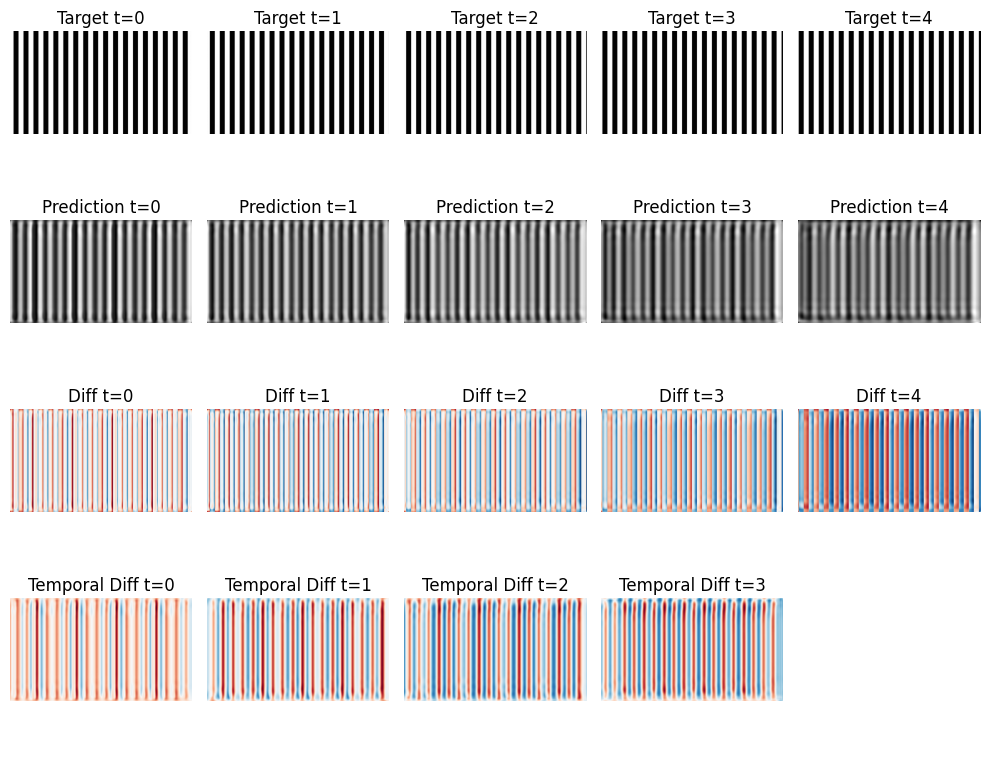 Target t=0 Target t=1 Target t=2 Target t=3 Target t=4
Prediction t=0 Prediction t=1 Prediction t=2 Prediction t=3 Prediction t=4
Diff t=0 Diff t=1 Diff t=2 Diff t=3 Diff t=4
Temporal Diff t=0 Temporal Diff t=1 Temporal Diff t=2 Temporal Diff t=3